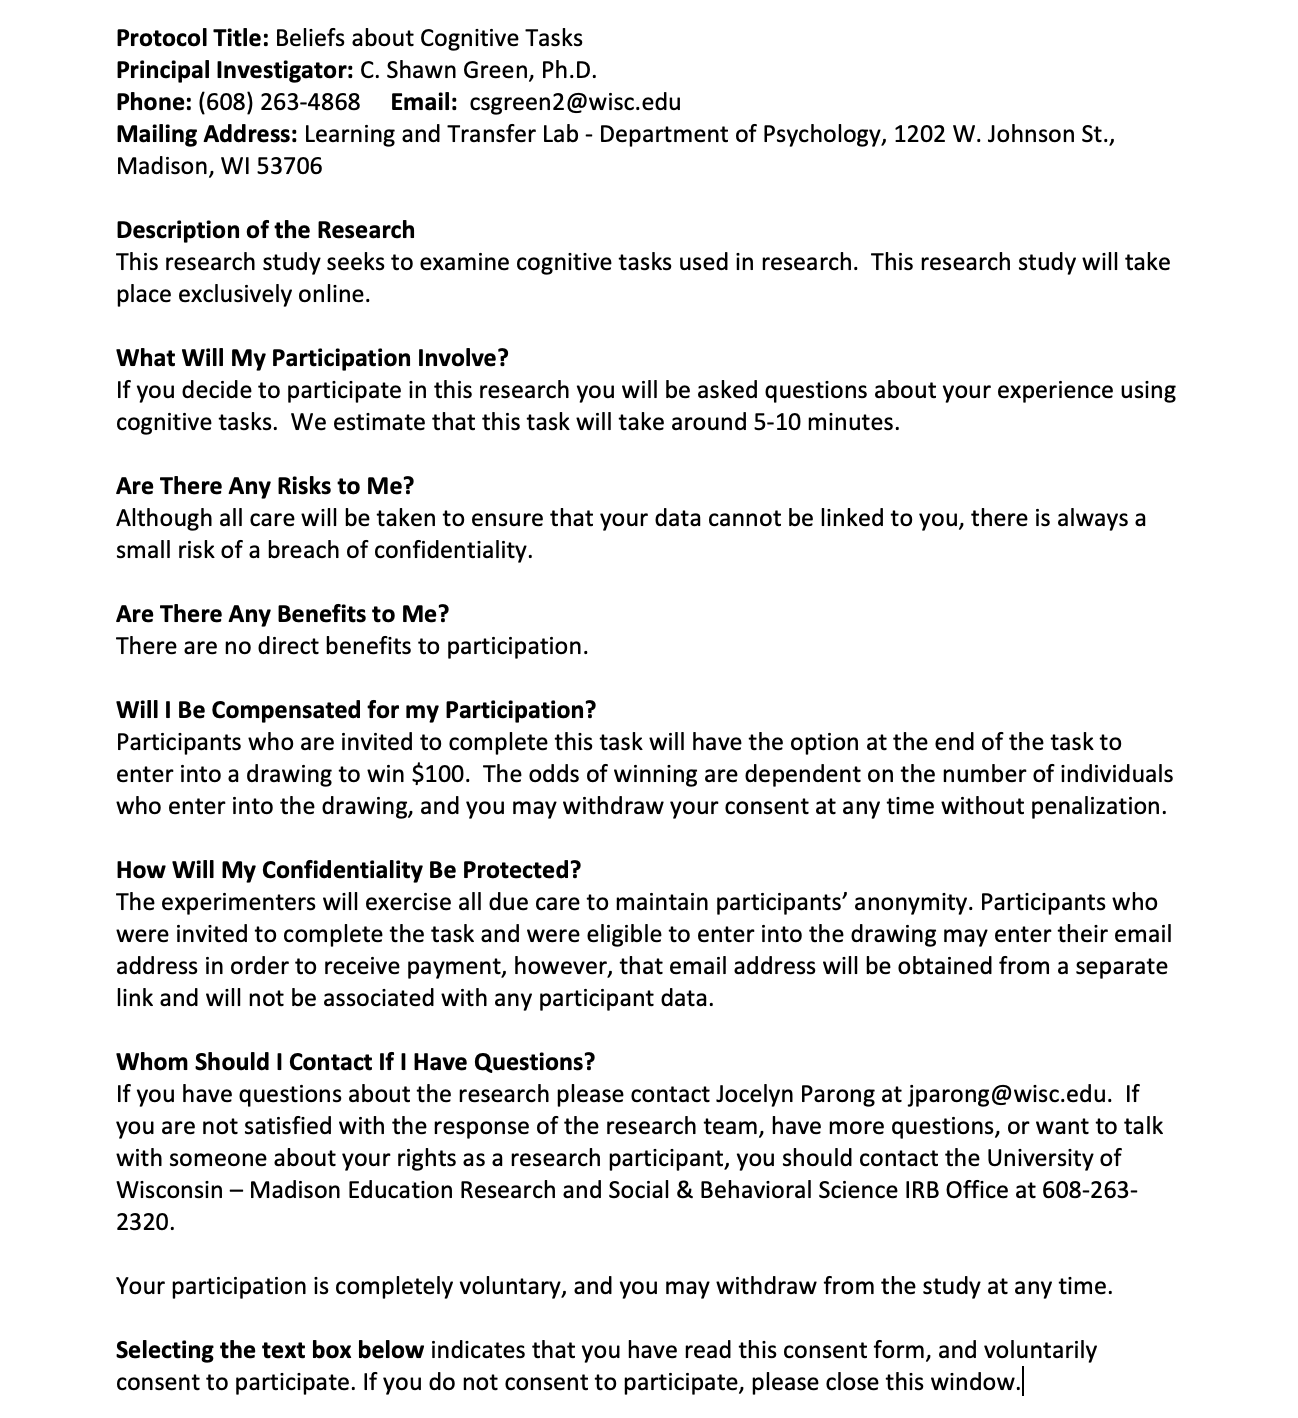 Protocol Title: Beliefs about Cognitive Tasks
Principal Investigator: C. Shawn Green, Ph.D.
Phone: (608) 263-4868 Email: csgreen2@wisc.edu
Mailing Address: Learning and Transfer Lab - Department of Psychology, 1202 W. Johnson St.,
Madison, WI 53706
Description of the Research
This research study seeks to examine cognitive tasks used in research. This research study will take
place exclusively online.
What Will My Participation Involve?
If you decide to participate in this research you will be asked questions about your experience using
cognitive tasks. We estimate that this task will take around 5-10 minutes.
Are There Any Risks to Me?
Although all care will be taken to ensure that your data cannot be linked to you, there is always a
small risk of a breach of confidentiality.
Are There Any Benefits to Me?
There are no direct benefits to participation.
Will I Be Compensated for my Participation?
Participants who are invited to complete this task will have the option at the end of the task to
enter into a drawing to win $100. The odds of winning are dependent on the number of individuals
who enter into the drawing, and you may withdraw your consent at any time without penalization.
How Will My Confidentiality Be Protected?
The experimenters will exercise all due care to maintain participants’ anonymity. Participants who
were invited to complete the task and were eligible to enter into the drawing may enter their email
address in order to receive payment, however, that email address will be obtained from a separate
link and will not be associated with any participant data.
Whom Should I Contact If I Have Questions?
If you have questions about the research please contact Jocelyn Parong at jparong@wisc.edu. If
you are not satisfied with the response of the research team, have more questions, or want to talk
with someone about your rights as a research participant, you should contact the University of
Wisconsin – Madison Education Research and Social & Behavioral Science IRB Office at 608-263-
2320.
Your participation is completely voluntary, and you may withdraw from the study at any time.
Selecting the text box below indicates that you have read this consent form, and voluntarily
consent to participate. If you do not consent to participate, please close this window.